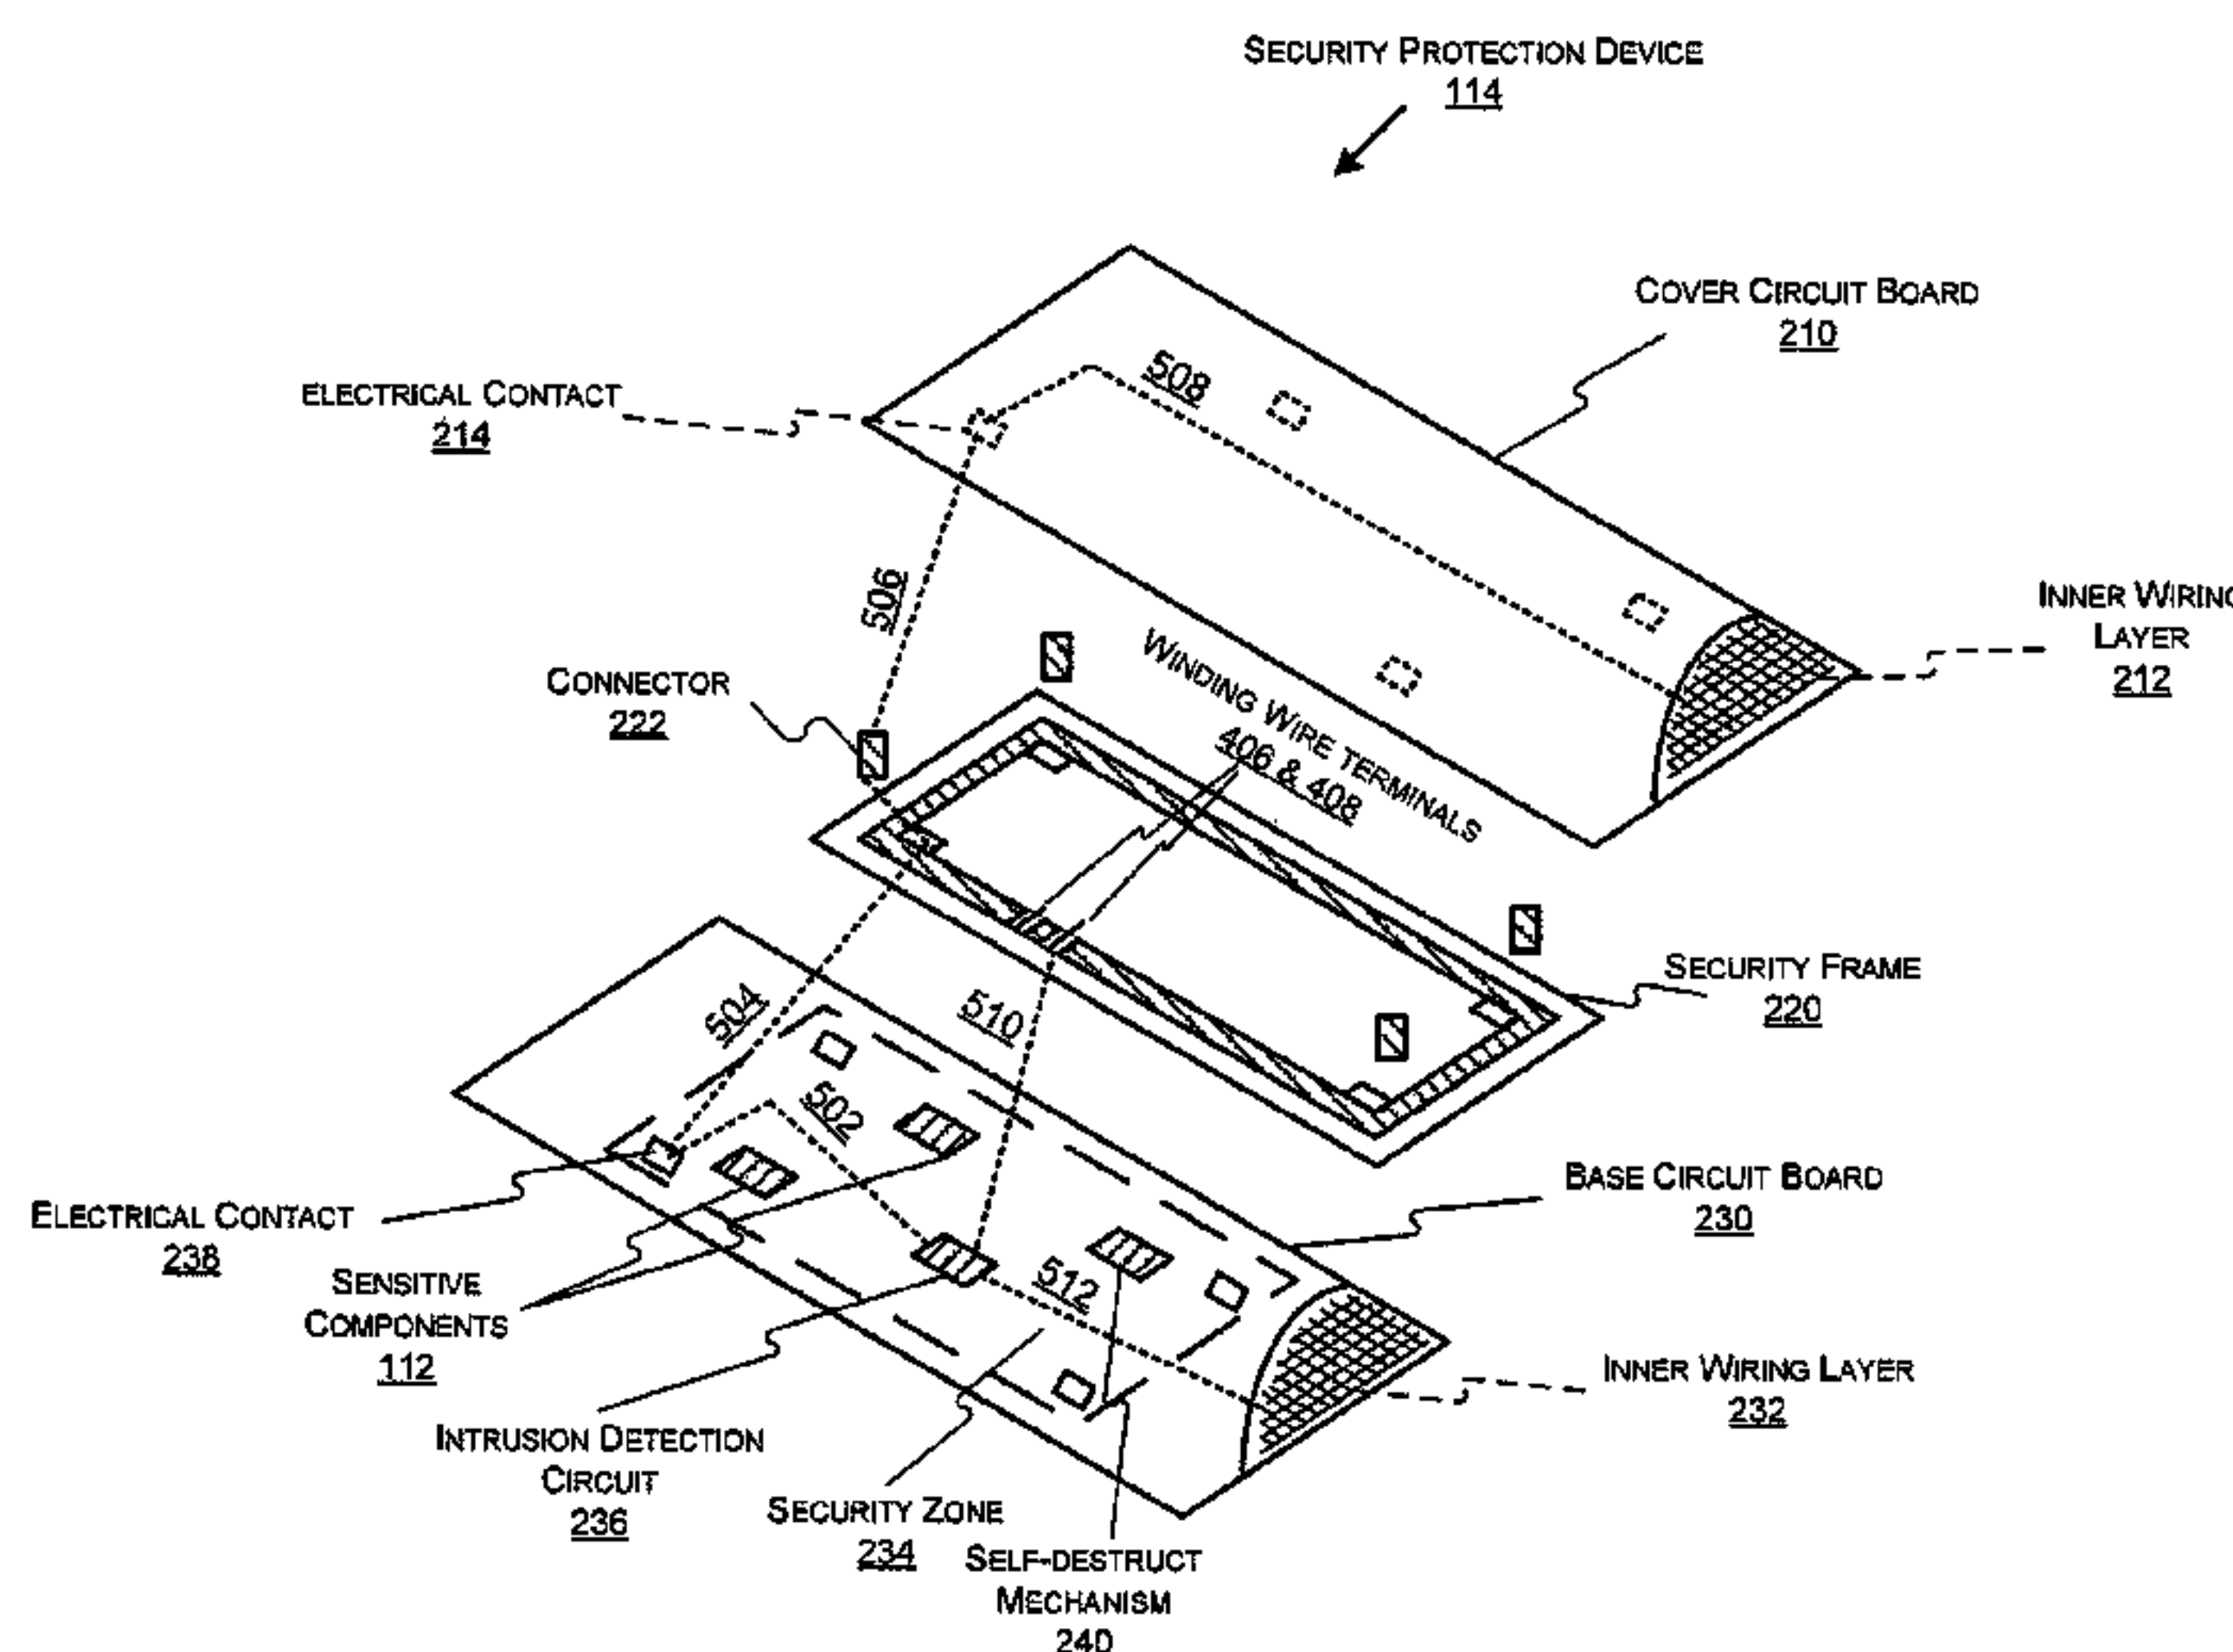 SECURITY PROTECTION DEVICE
114
COVER CIRCUIT BOARD
210
ELECTRICAL CONTACT
214
508
506
INNER WIRING
LAYER
212
CONNECTOR
222
WINDING WIRE TERMINALS
406 & 408
SECURITY FRAME
220
504
510
502
BASE CIRCUIT BOARD
230
ELECTRICAL CONTACT
238
512
SENSITIVE
COMPONENTS
112
INNER WIRING LAYER
232
INTRUSION DETECTION
CIRCUIT
236
SECURITY ZONE
234
SELF-DESTRUCT
MECHANISM
240